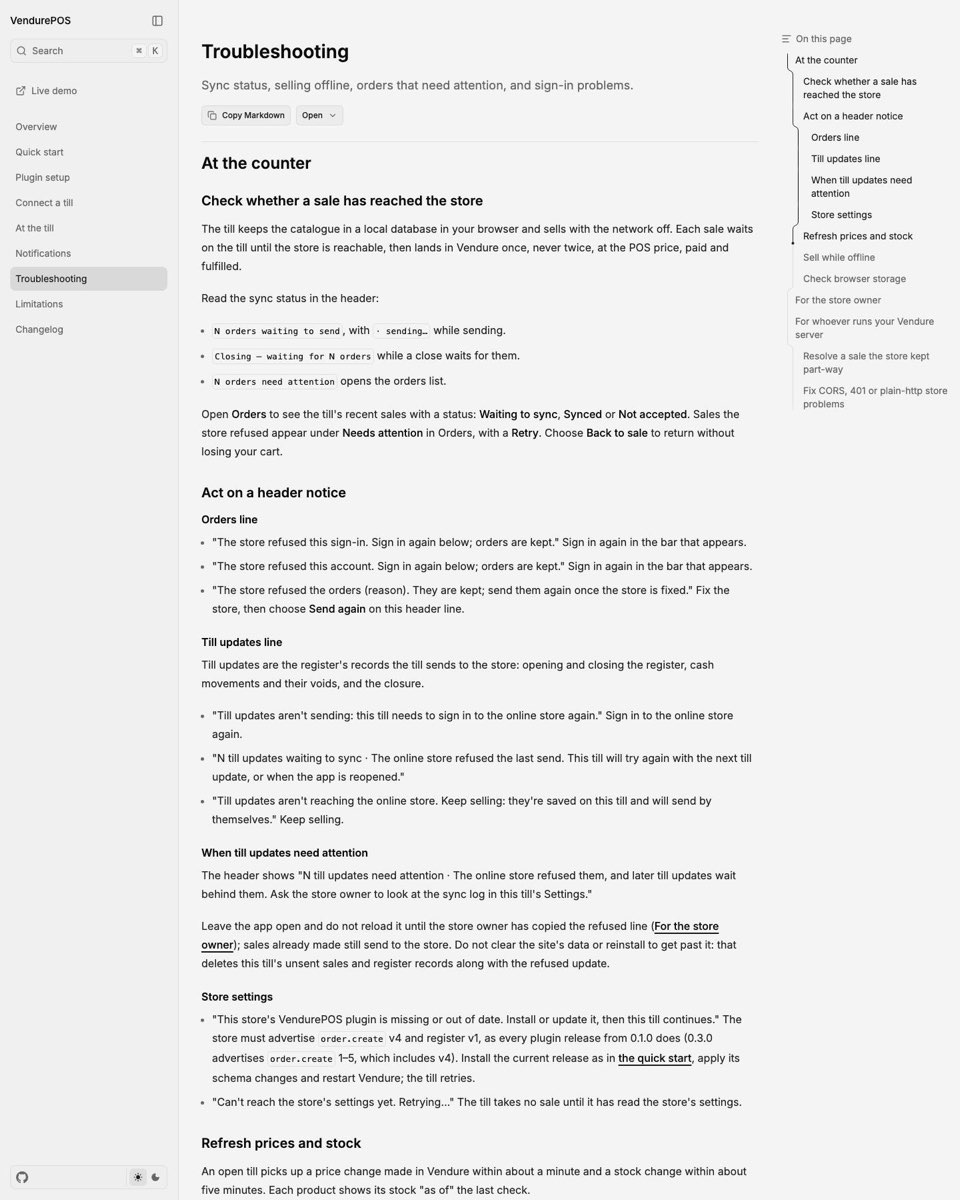 VendurePOS
Search
⌘ K
Live demo
Overview
Quick start
Plugin setup
Connect a till
At the till
Notifications
Troubleshooting
Limitations
Changelog
Troubleshooting
Sync status, selling offline, orders that need attention, and sign-in problems.
Copy Markdown
Open
At the counter
Check whether a sale has reached the store
The till keeps the catalogue in a local database in your browser and sells with the network off. Each sale waits
on the till until the store is reachable, then lands in Vendure once, never twice, at the POS price, paid and
fulfilled.
Read the sync status in the header:
• N orders waiting to send, with · sending… while sending.
• Closing — waiting for N orders while a close waits for them.
• N orders need attention opens the orders list.
Open Orders to see the till's recent sales with a status: Waiting to sync, Synced or Not accepted. Sales the
store refused appear under Needs attention in Orders, with a Retry. Choose Back to sale to return without
losing your cart.
Act on a header notice
Orders line
• "The store refused this sign-in. Sign in again below; orders are kept." Sign in again in the bar that appears.
• "The store refused this account. Sign in again below; orders are kept." Sign in again in the bar that appears.
• "The store refused the orders (reason). They are kept; send them again once the store is fixed." Fix the
store, then choose Send again on this header line.
Till updates line
Till updates are the register's records the till sends to the store: opening and closing the register, cash
movements and their voids, and the closure.
• "Till updates aren't sending: this till needs to sign in to the online store again." Sign in to the online store
again.
• "N till updates waiting to sync · The online store refused the last send. This till will try again with the next till
update, or when the app is reopened."
• "Till updates aren't reaching the online store. Keep selling: they're saved on this till and will send by
themselves." Keep selling.
When till updates need attention
The header shows "N till updates need attention · The online store refused them, and later till updates wait
behind them. Ask the store owner to look at the sync log in this till's Settings."
Leave the app open and do not reload it until the store owner has copied the refused line (For the store
owner); sales already made still send to the store. Do not clear the site's data or reinstall to get past it: that
deletes this till's unsent sales and register records along with the refused update.
Store settings
• "This store's VendurePOS plugin is missing or out of date. Install or update it, then this till continues." The
store must advertise order.create v4 and register v1, as every plugin release from 0.1.0 does (0.3.0
advertises order.create 1–5, which includes v4). Install the current release as in the quick start, apply its
schema changes and restart Vendure; the till retries.
• "Can't reach the store's settings yet. Retrying…" The till takes no sale until it has read the store's settings.
Refresh prices and stock
An open till picks up a price change made in Vendure within about a minute and a stock change within about
five minutes. Each product shows its stock "as of" the last check.
On this page
At the counter
Check whether a sale has
reached the store
Act on a header notice
Orders line
Till updates line
When till updates need
attention
Store settings
Refresh prices and stock
Sell while offline
Check browser storage
For the store owner
For whoever runs your Vendure
server
Resolve a sale the store kept
part-way
Fix CORS, 401 or plain-http store
problems